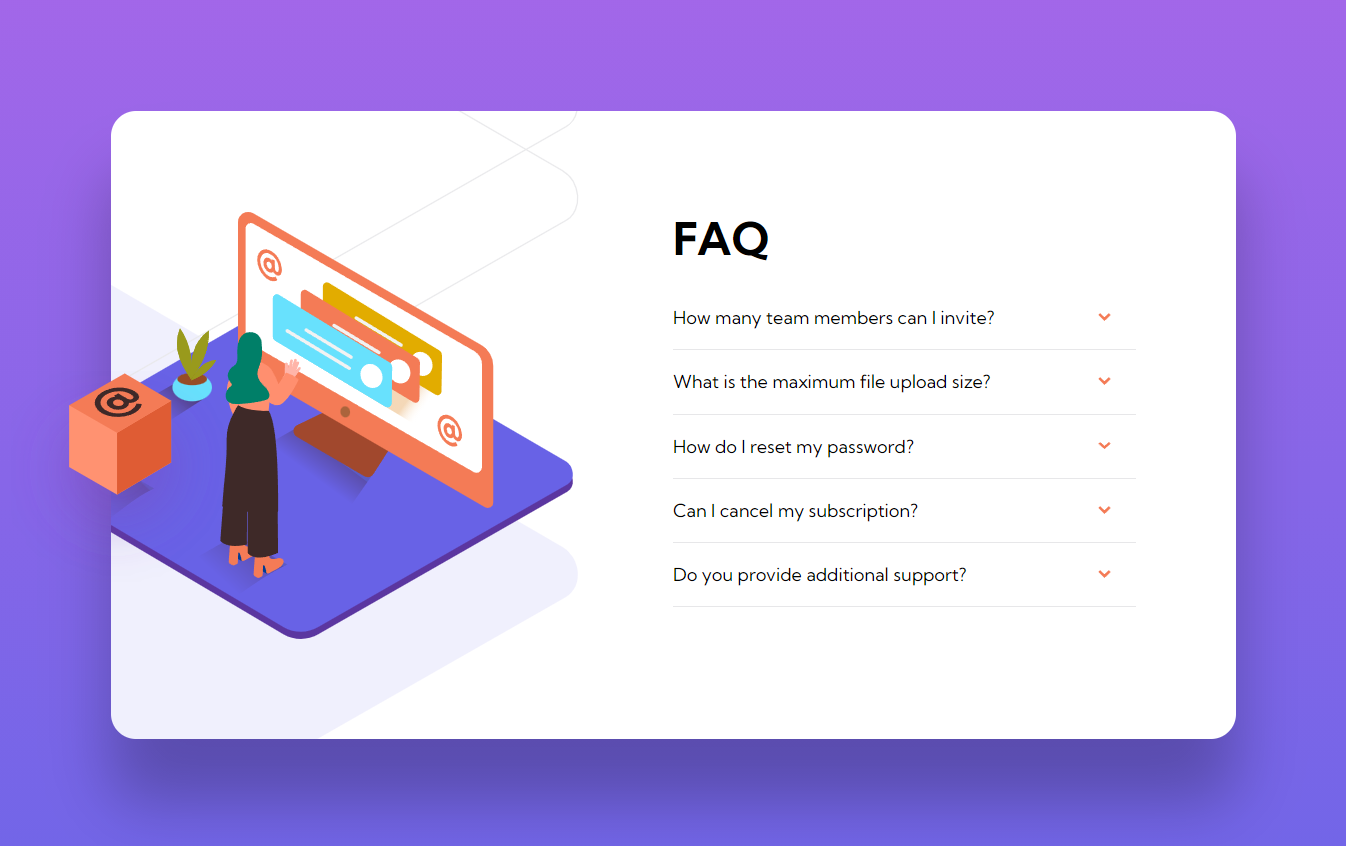 @
@
@
FAQ
How many team members can I invite?
What is the maximum file upload size?
How do I reset my password?
Can I cancel my subscription?
Do you provide additional support?